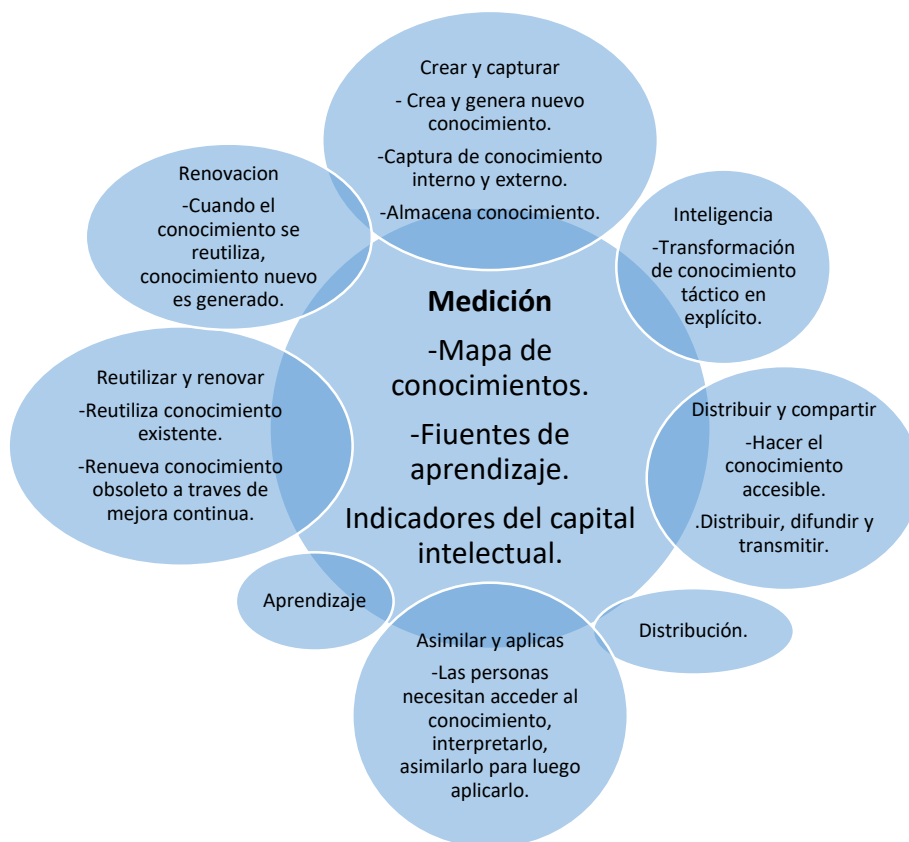 Crear y capturar
- Crea y genera nuevo
conocimiento.
-Captura de conocimiento
interno y externo.
-Almacena conocimiento.
Inteligencia
-Transformación
de conocimiento
táctico en
explícito.
Distribuir y compartir
-Hacer el
conocimiento
accesible.
.Distribuir, difundir y
transmitir.
Distribución.
Asimilar y aplicas
-Las personas
necesitan acceder al
conocimiento,
interpretarlo,
asimilarlo para luego
aplicarlo.
Aprendizaje
Reutilizar y renovar
-Reutiliza conocimiento
existente.
-Renueva conocimiento
obsoleto a traves de
mejora continua.
Renovacion
-Cuando el
conocimiento se
reutiliza,
conocimiento nuevo
es generado.
Medición
-Mapa de
conocimientos.
-Fiuentes de
aprendizaje.
Indicadores del capital
intelectual.